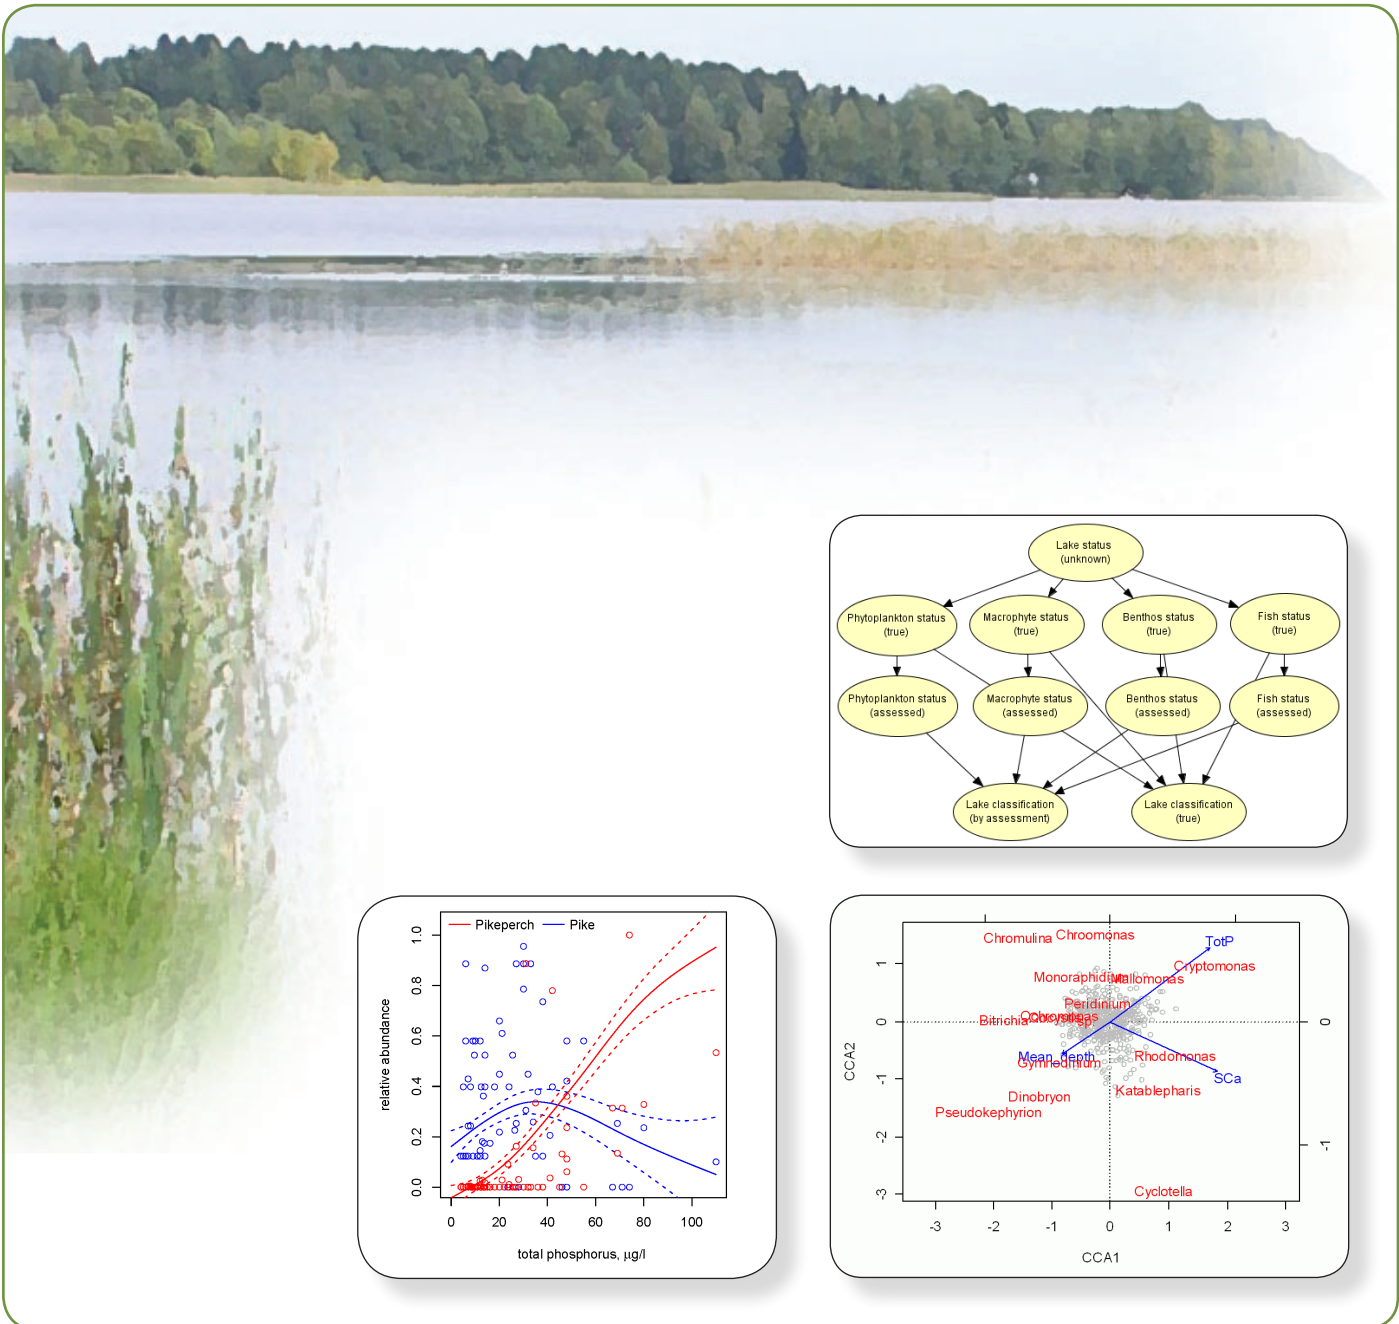 Lake status
(unknown)
Phytoplankton status
(true)
Macrophyte status
(true)
Benthos status
(true)
Fish status
(true)
Phytoplankton status
(assessed)
Macrophyte status
(assessed)
Benthos status
(assessed)
Fish status
(assessed)
Lake classification
(by assessment)
Lake classification
(true)
Pikeperch
Pike
relative abundance
1.0
0.8
0.6
0.4
0.2
0.0
0
20
40
60
80
100
total phosphorus, µg/l
Chromulina
Chroomonas
TotP
Cryptomonas
Monoraphidium
Mallomonas
Peridinium
Bitrichia
Ochromonas
sp.
Mean_depth
Gymnodinium
Rhodomonas
SCa
Katablepharis
Dinobryon
Pseudokephyrion
Cyclotella
CCA2
1
0
-1
-2
-3
0
-1
-3
-2
-1
0
1
2
3
CCA1